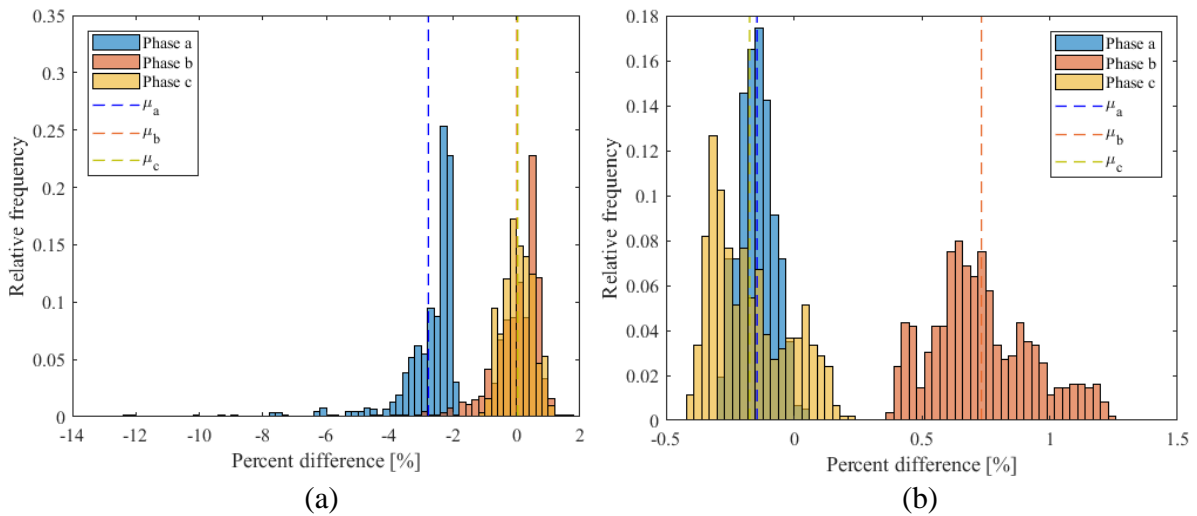 0.35
0.3
0.25
0.2
0.15
0.1
0.05
0
Relative frequency
Phase a
Phase b
Phase c
μa
μb
μc
-14 -12 -10 -8 -6 -4 -2 0 2
Percent difference [%]
(a)
0.18
0.16
0.14
0.12
0.1
0.08
0.06
0.04
0.02
0
Relative frequency
Phase a
Phase b
Phase c
μa
μb
μc
-0.5 0 0.5 1 1.5
Percent difference [%]
(b)